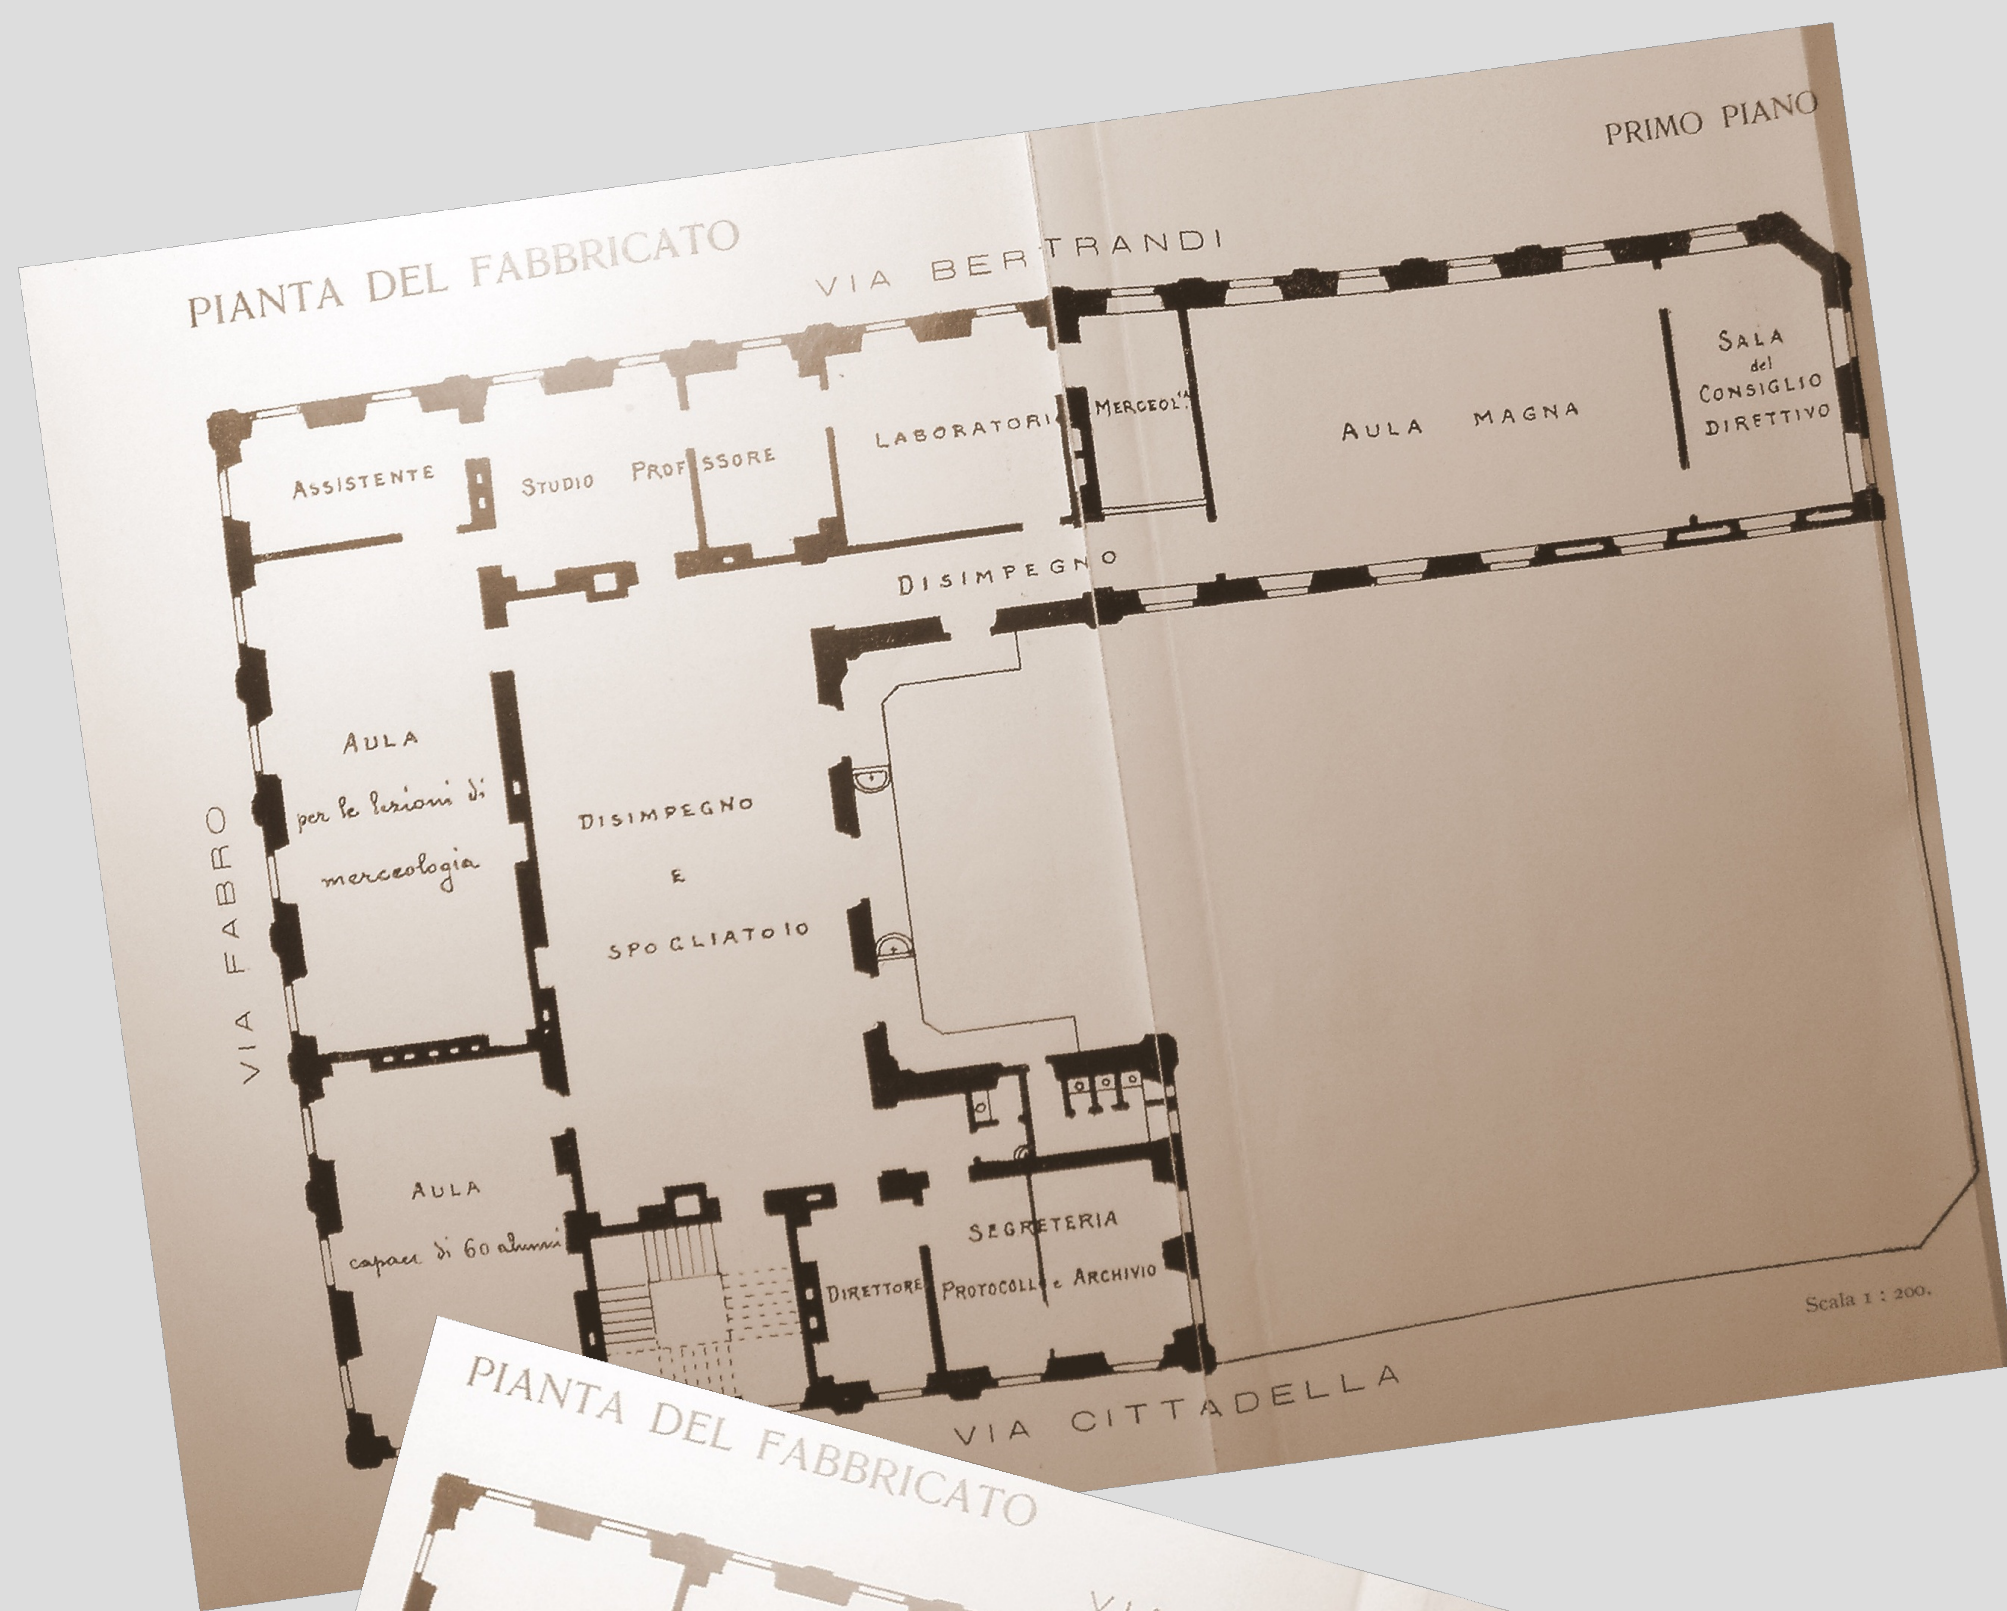 PRIMO PIANO
PIANTA DEL FABBRICATO
VIA BERTRANDI
SALA
del
CONSIGLIO
DIRETTIVO
AULA MAGNA
MERCEOL'A.
LABORATORIO
STUDIO PROFESSORE
ASSISTENTE
DISIMPEGNO
AULA
per le lezioni di
merceologia
DISIMPEGNO
E
SPOGLIATOIO
VIA FABRO
AULA
capace di 60 alunni
SEGRETERIA
DIRETTORE
PROTOCOLLO e ARCHIVIO
Scala 1 : 200.
VIA CITTADELLA
PIANTA DEL FABBRICATO
VIA